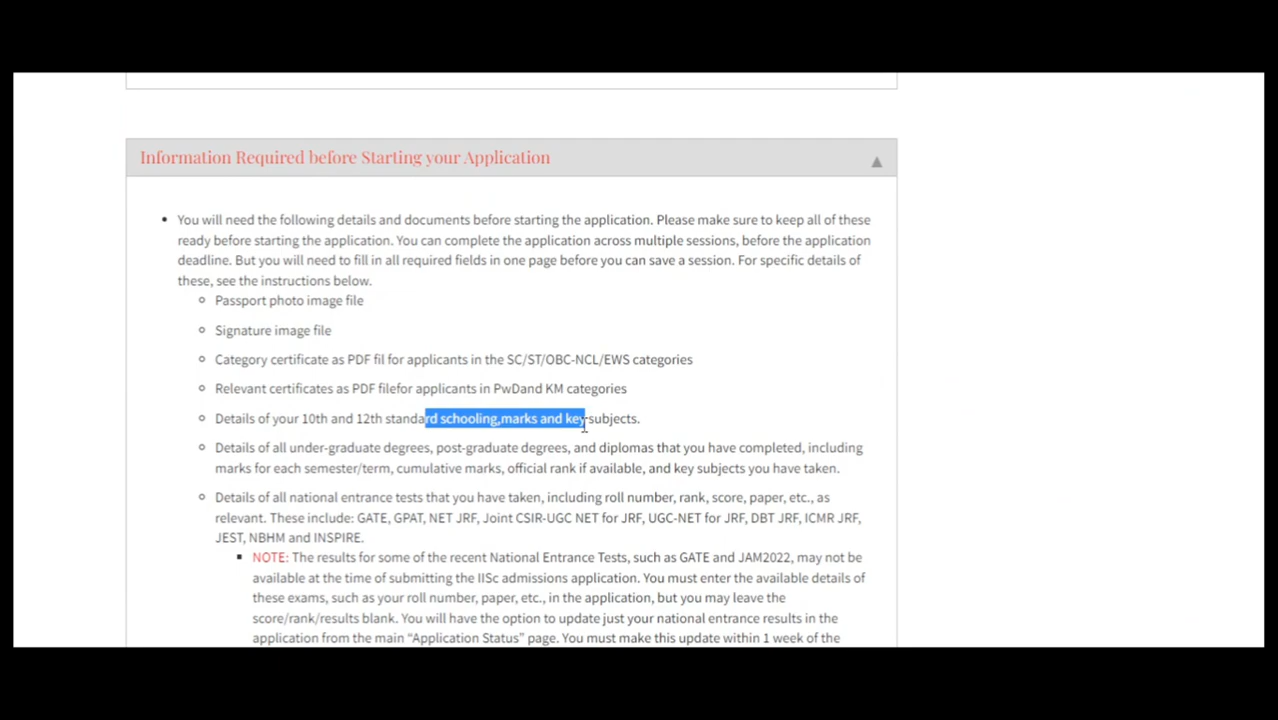 Information Required before Starting your Application
You will need the following details and documents before starting the application. Please make sure to keep all of these
ready before starting the application. You can complete the application across multiple sessions, before the application
deadline. But you will need to fill in all required fields in one page before you can save a session. For specific details of
these, see the instructions below.
Passport photo image file
Signature image file
Category certificate as PDF fil for applicants in the SC/ST/OBC-NCL/EWS categories
Relevant certificates as PDF filefor applicants in PwDand KM categories
Details of your 10th and 12th standard schooling,marks and key subjects.
Details of all under-graduate degrees, post-graduate degrees, and diplomas that you have completed, including
marks for each semester/term, cumulative marks, official rank if available, and key subjects you have taken.
Details of all national entrance tests that you have taken, including roll number, rank, score, paper, etc., as
relevant. These include: GATE, GPAT, NET JRF, Joint CSIR-UGC NET for JRF, UGC-NET for JRF, DBT JRF, ICMR JRF,
JEST, NBHM and INSPIRE.
NOTE: The results for some of the recent National Entrance Tests, such as GATE and JAM2022, may not be
available at the time of submitting the IISc admissions application. You must enter the available details of
these exams, such as your roll number, paper, etc., in the application, but you may leave the
score/rank/results blank. You will have the option to update just your national entrance results in the
application from the main “Application Status” page. You must make this update within 1 week of the